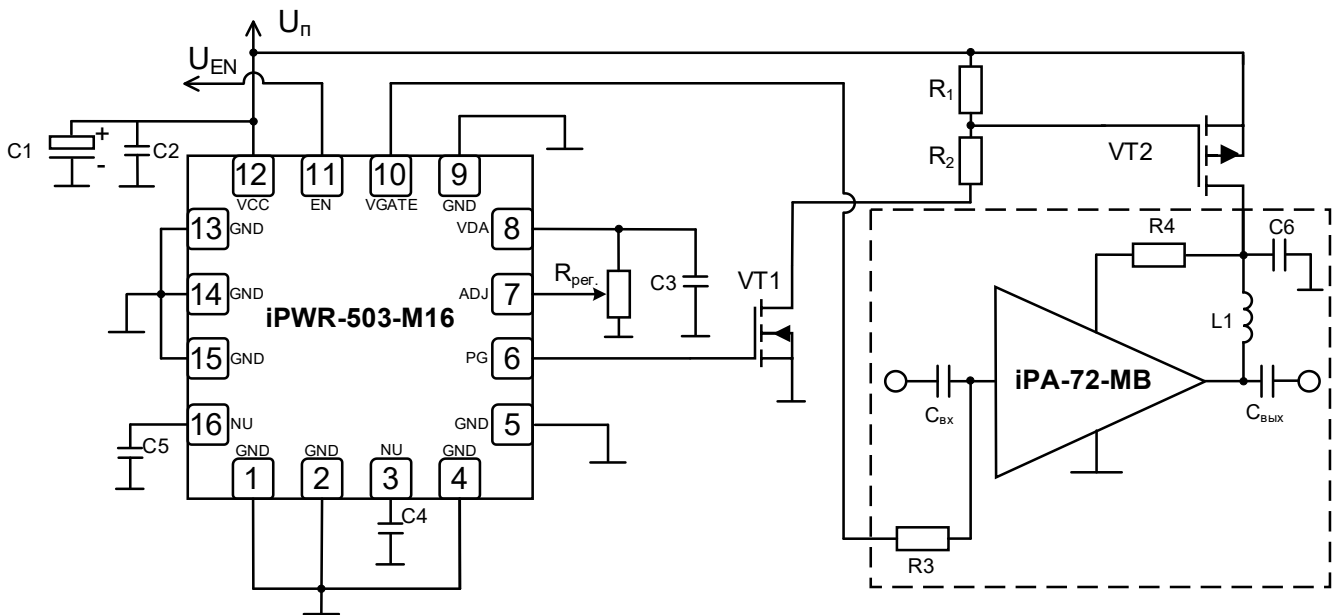 Uп
UEN
C1
+
-
C2
12
VCC
11
EN
10
VGATE
9
GND
13
GND
14
GND
15
GND
16
NU
C5
1
GND
2
GND
3
NU
4
GND
C4
8
VDA
7
ADJ
6
PG
5
GND
iPWR-503-M16
Rрег.
C3
VT1
R1
R2
VT2
R4
C6
L1
iPA-72-MB
Cвх
Cвых
R3